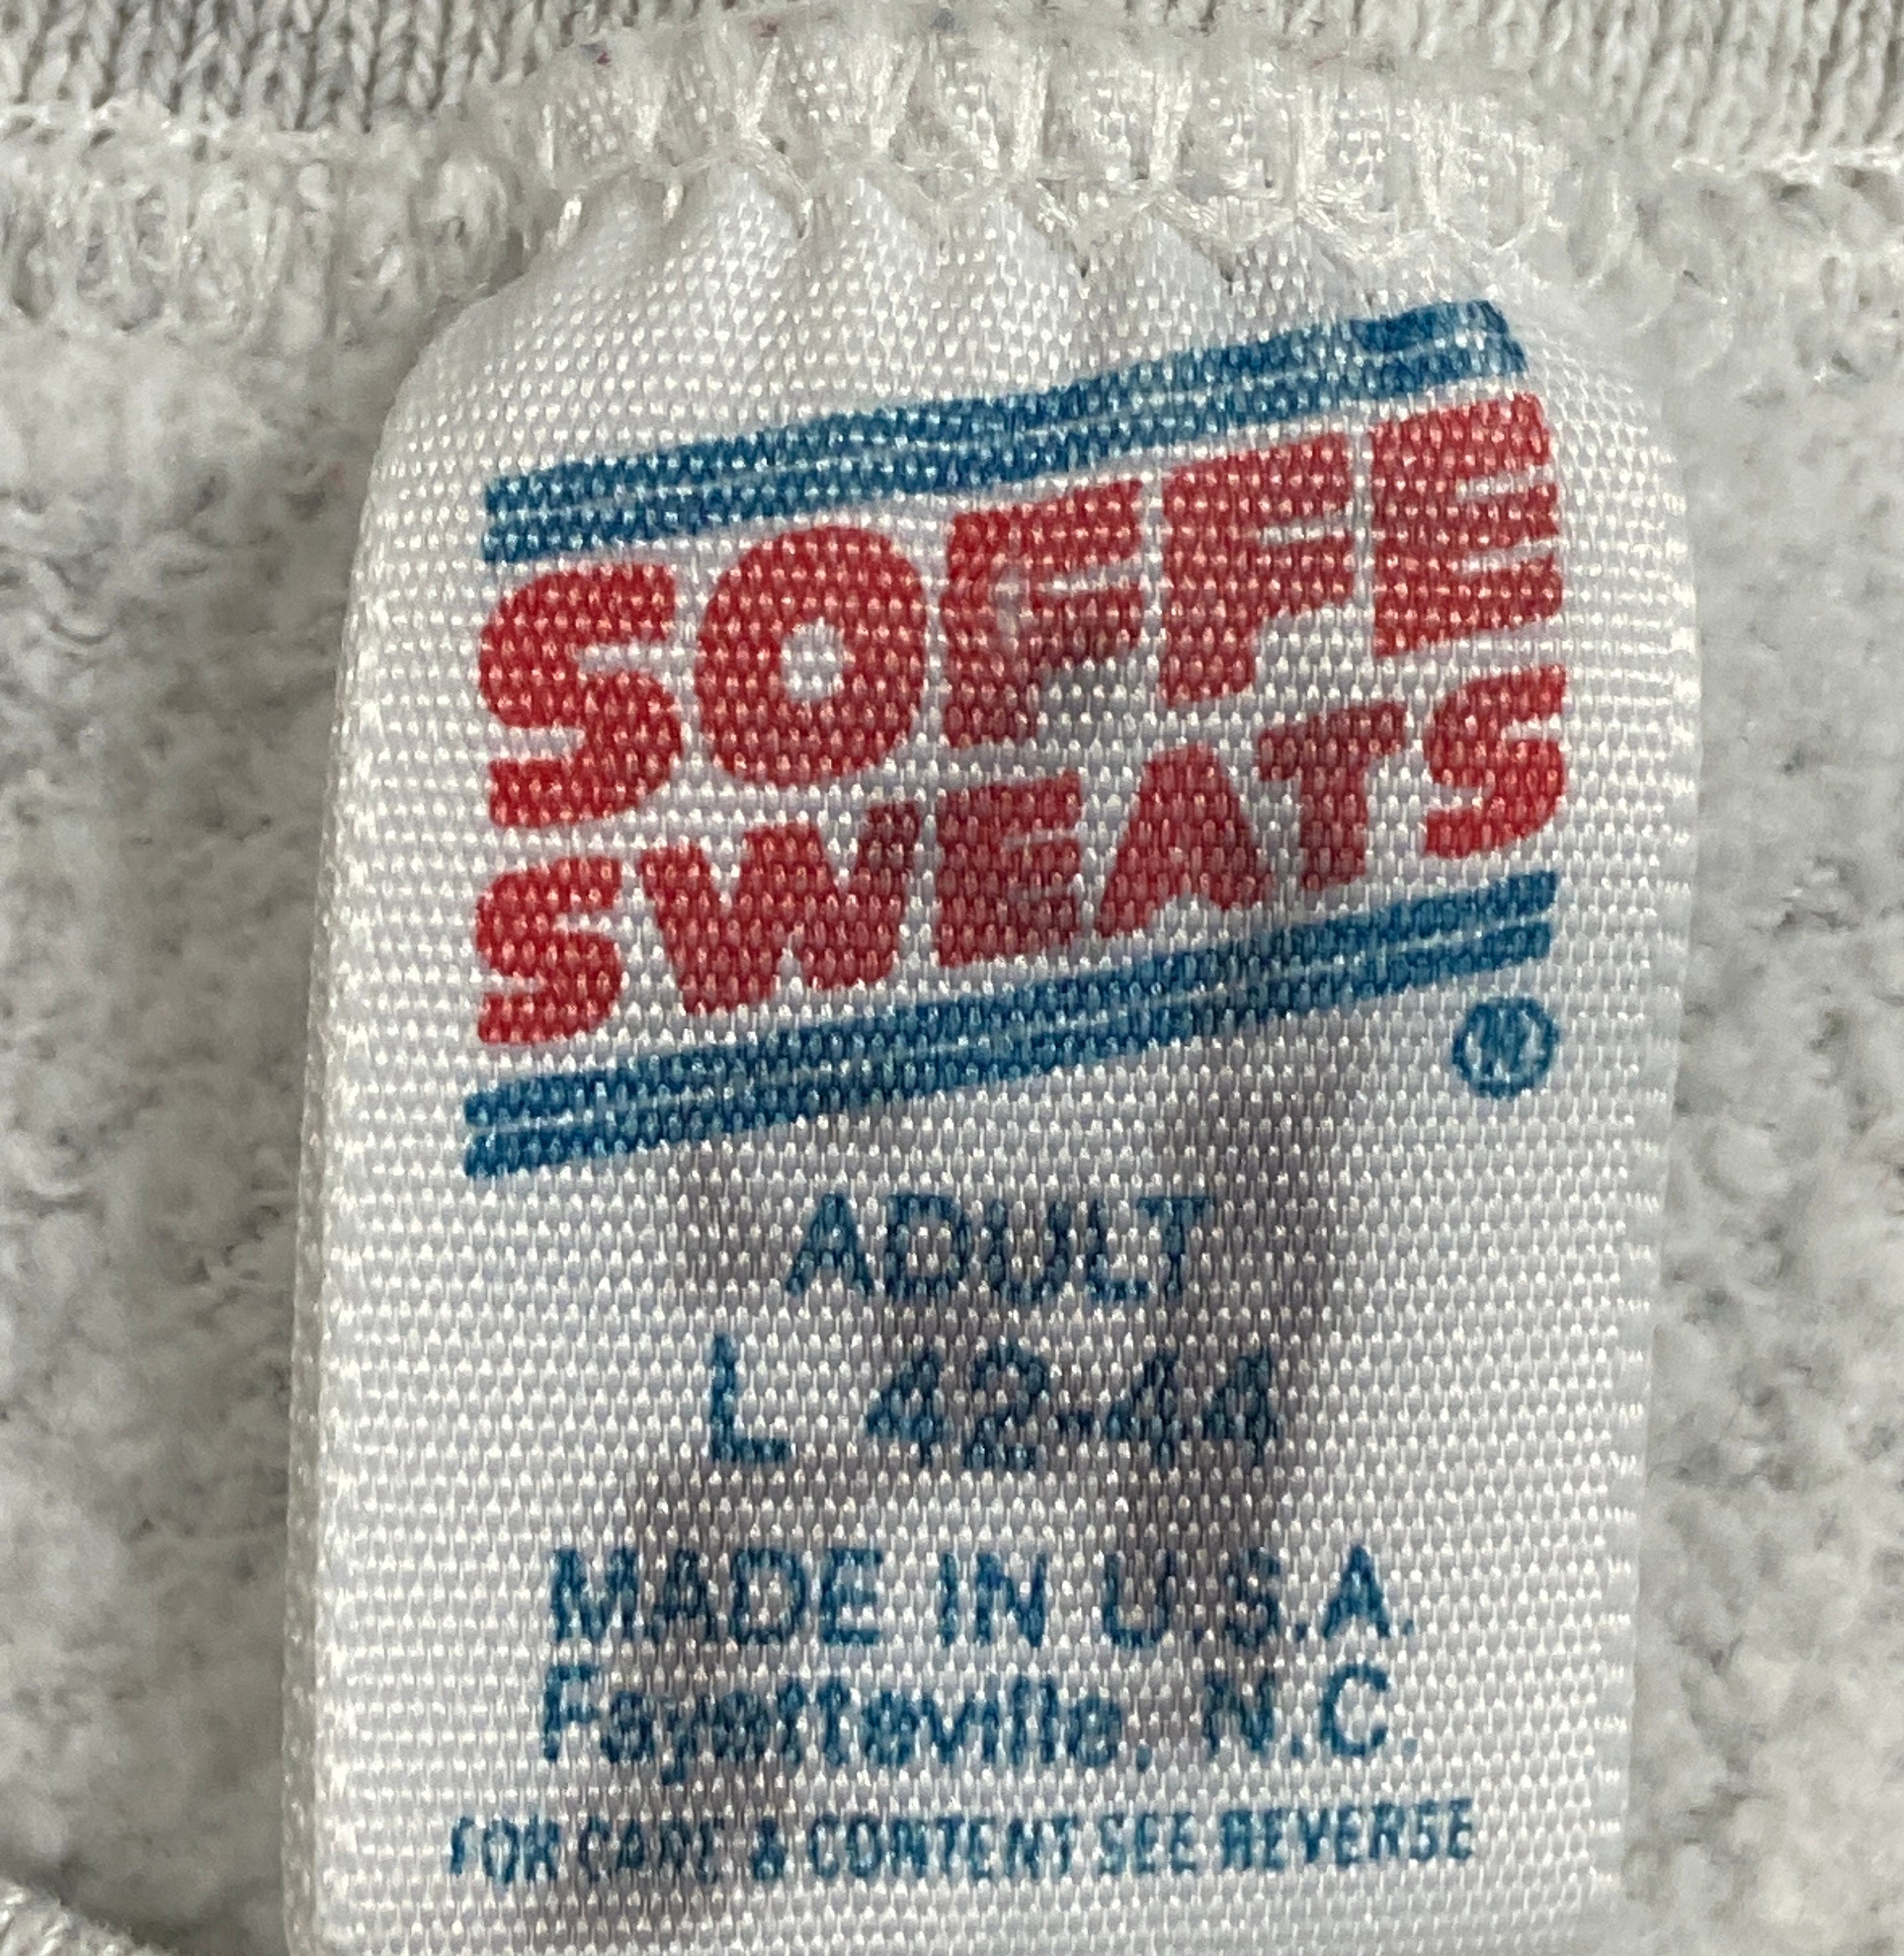 SOFFE
SWEATS
®
ADULT
L 42-44
MADE IN U.S.A.
Fayetteville, N.C.
FOR CARE & CONTENT SEE REVERSE